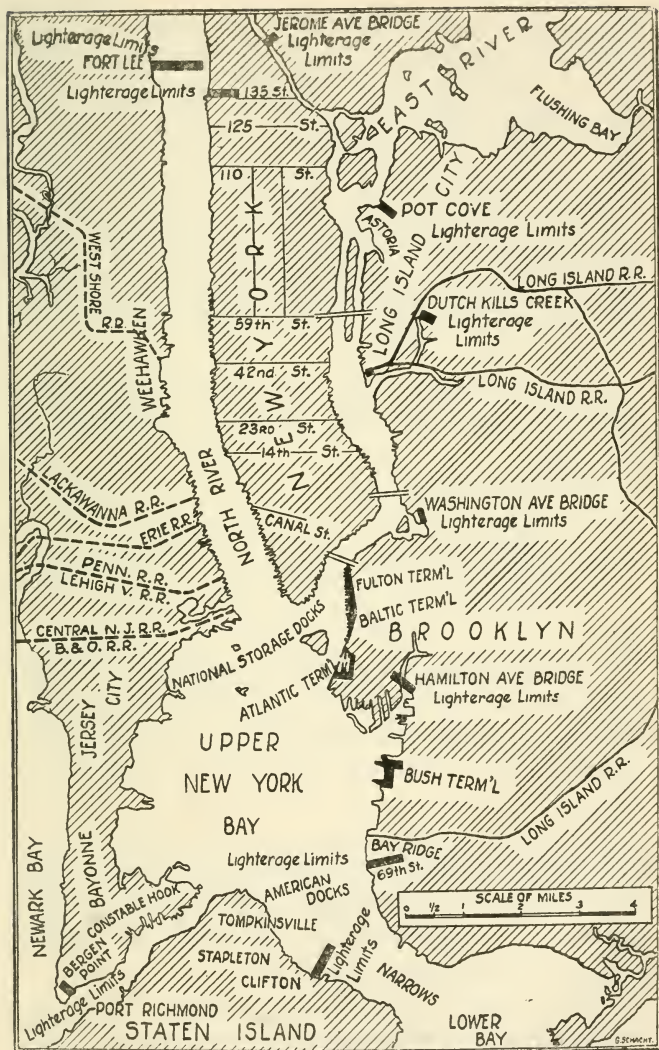 JEROME AVE BRIDGE
Lighterage
Limits
Lighterage Limits
FORT LEE
Lighterage Limits
135 St.
125 St.
110
EAST RIVER
FLUSHING BAY
POT COVE
Lighterage Limits
ASTORIA
LONG ISLAND CITY
LONG ISLAND R.R.
DUTCH KILLS CREEK
Lighterage
Limits
LONG ISLAND R.R.
WEST SHORE
R.R.
WEEHAWKEN
NEW YORK
59th St.
42nd St.
23RD St.
14th St.
CANAL St.
NORTH RIVER
LACKAWANNA R.R.
ERIE R.R.
PENN. R.R.
LEHIGH V. R.R.
CENTRAL N.J. R.R.
B. & O. R.R.
WASHINGTON AVE BRIDGE
Lighterage Limits
FULTON TERM'L
BALTIC TERM'L
BROOKLYN
NATIONAL STORAGE DOCKS
ATLANTIC TERM'L
HAMILTON AVE BRIDGE
Lighterage Limits
JERSEY CITY
UPPER
NEW YORK
BAY
BUSH TERM'L
LONG ISLAND R.R.
BAY RIDGE
69th St.
Lighterage Limits
AMERICAN DOCKS
NEWARK BAY
BAYONNE
CONSTABLE HOOK
BERGEN
POINT
Lighterage Limits
TOMPKINSVILLE
STAPLETON
CLIFTON
Lighterage
Limits
NARROWS
PORT RICHMOND
STATEN ISLAND
LOWER
BAY
SCALE OF MILES
0 1/2 1 2 3 4
G. SCHACHT.